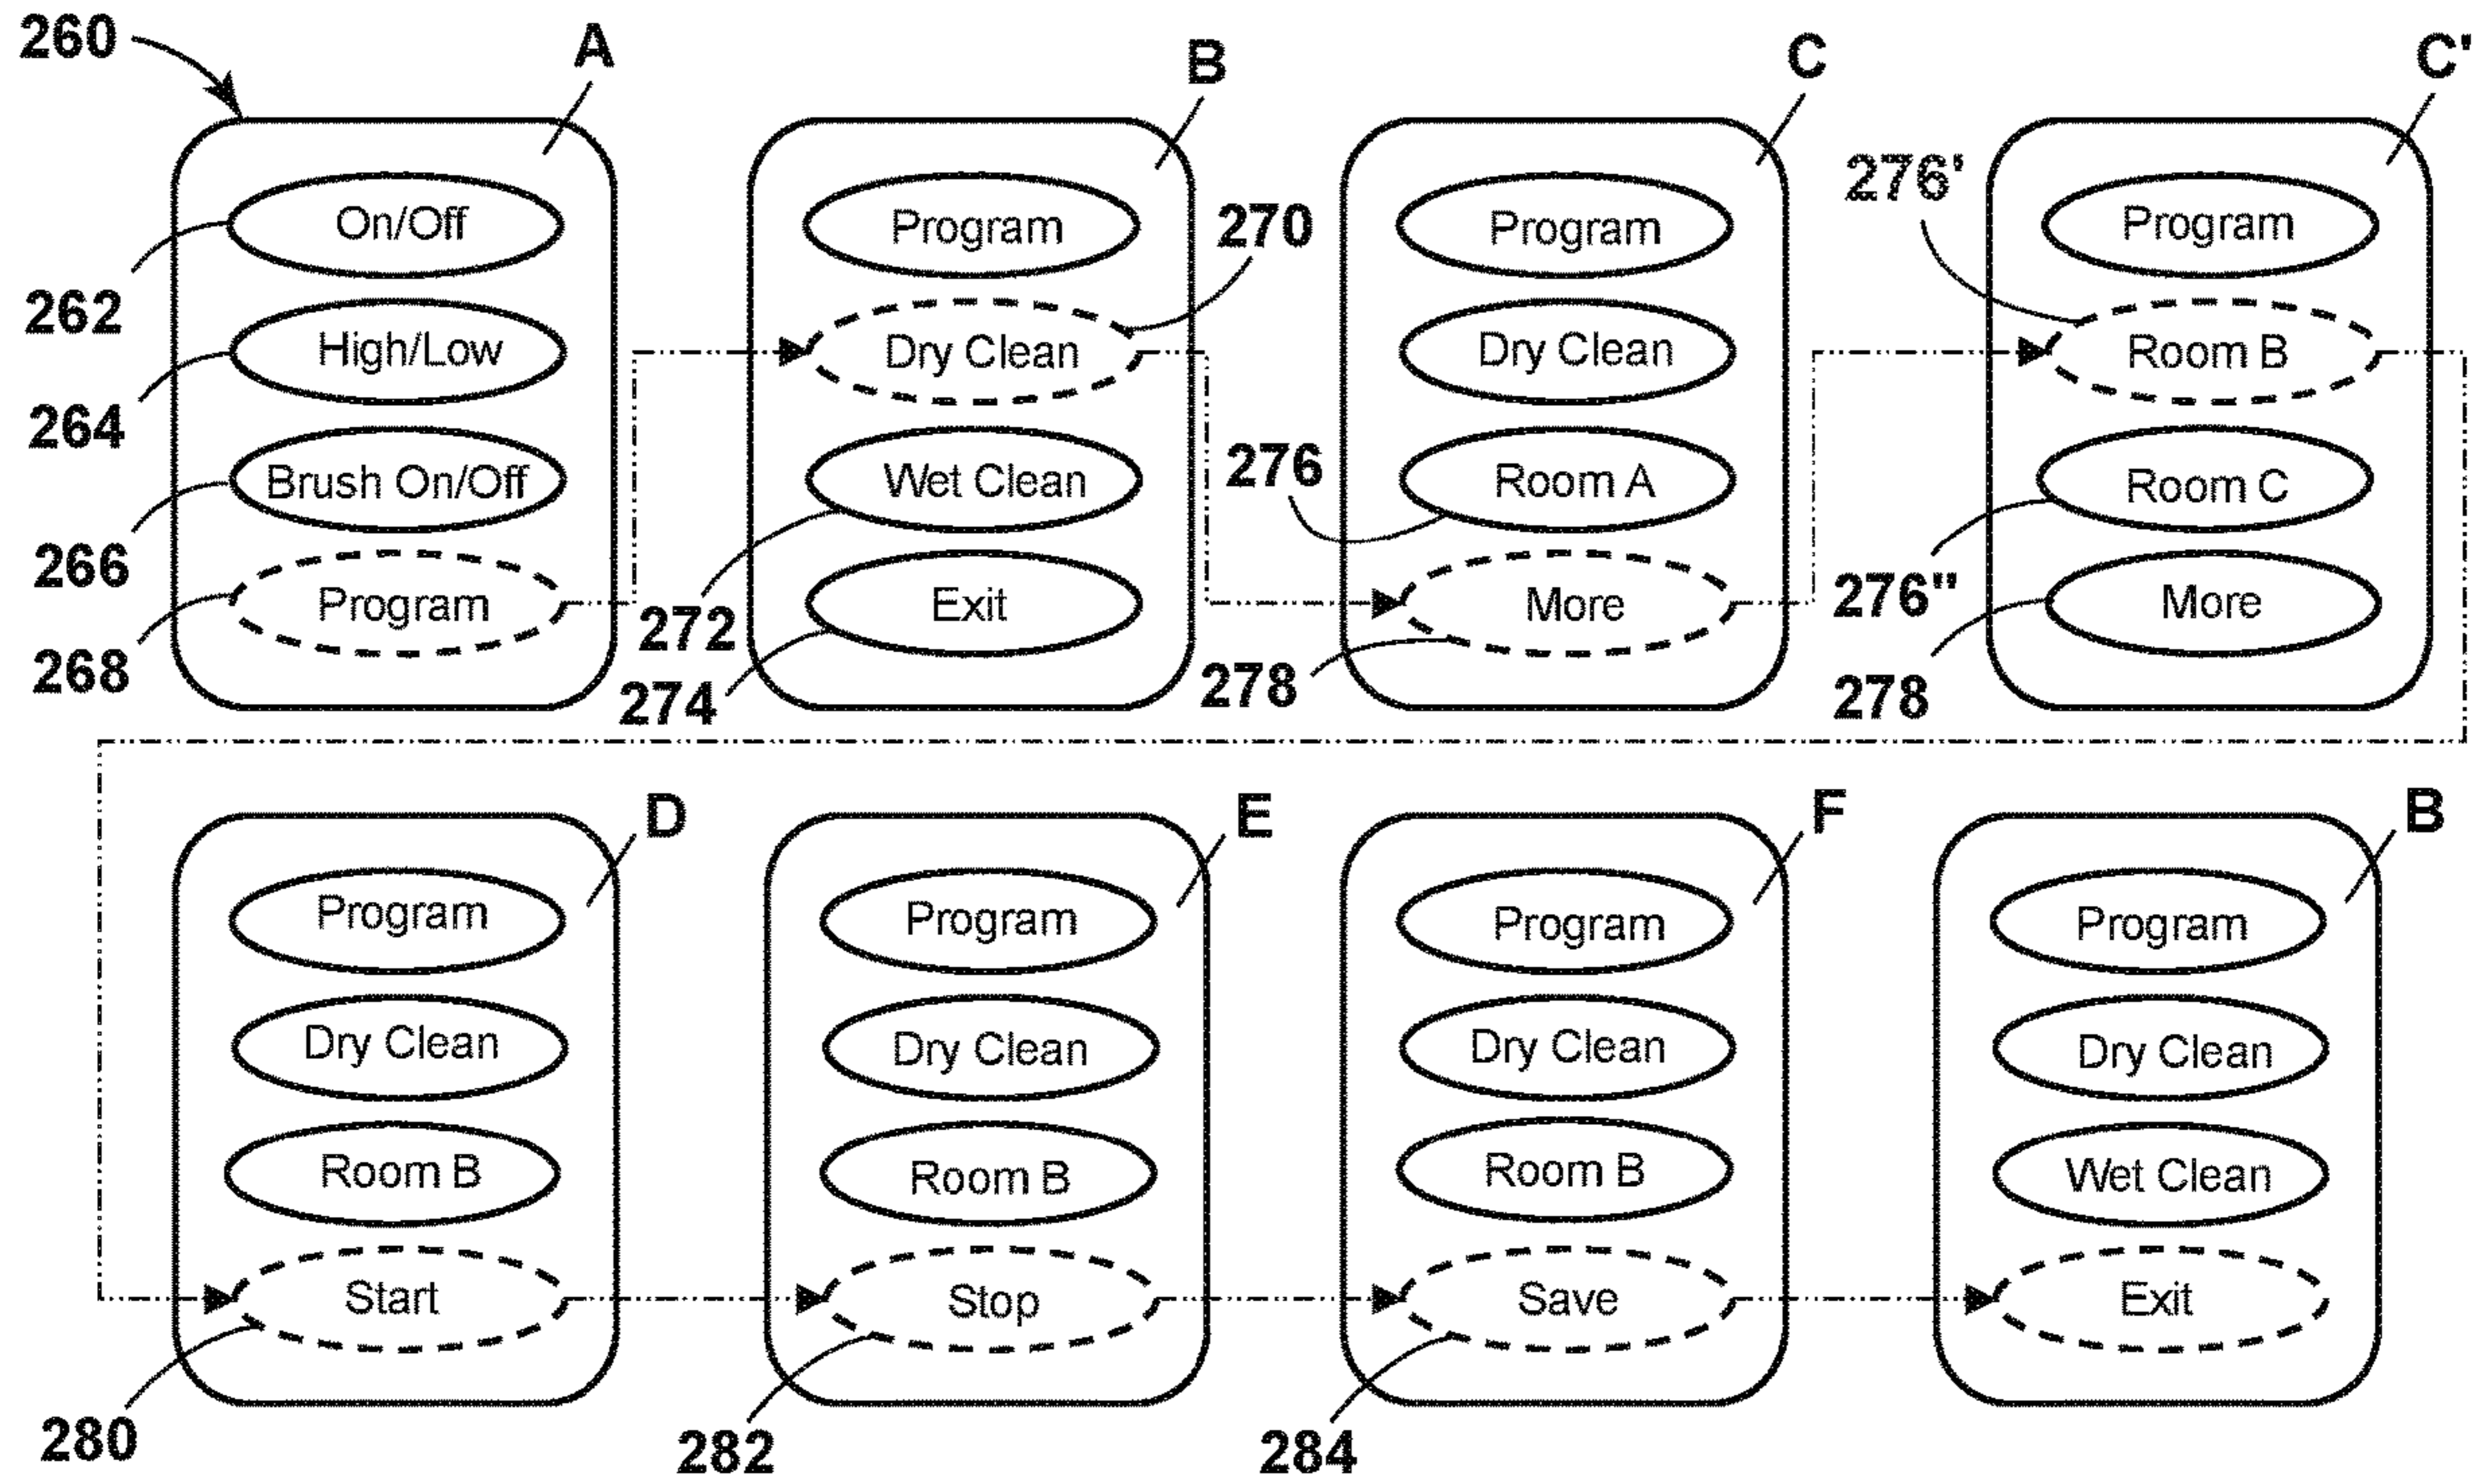 260
A
B
C
C'
On/Off
High/Low
Brush On/Off
Program
262
264
266
268
Program
Dry Clean
Wet Clean
Exit
270
272
274
Program
Dry Clean
Room A
More
276
278
Program
Room B
Room C
More
276'
276"
278
D
E
F
B
Program
Dry Clean
Room B
Start
280
Program
Dry Clean
Room B
Stop
282
Program
Dry Clean
Room B
Save
284
Program
Dry Clean
Wet Clean
Exit